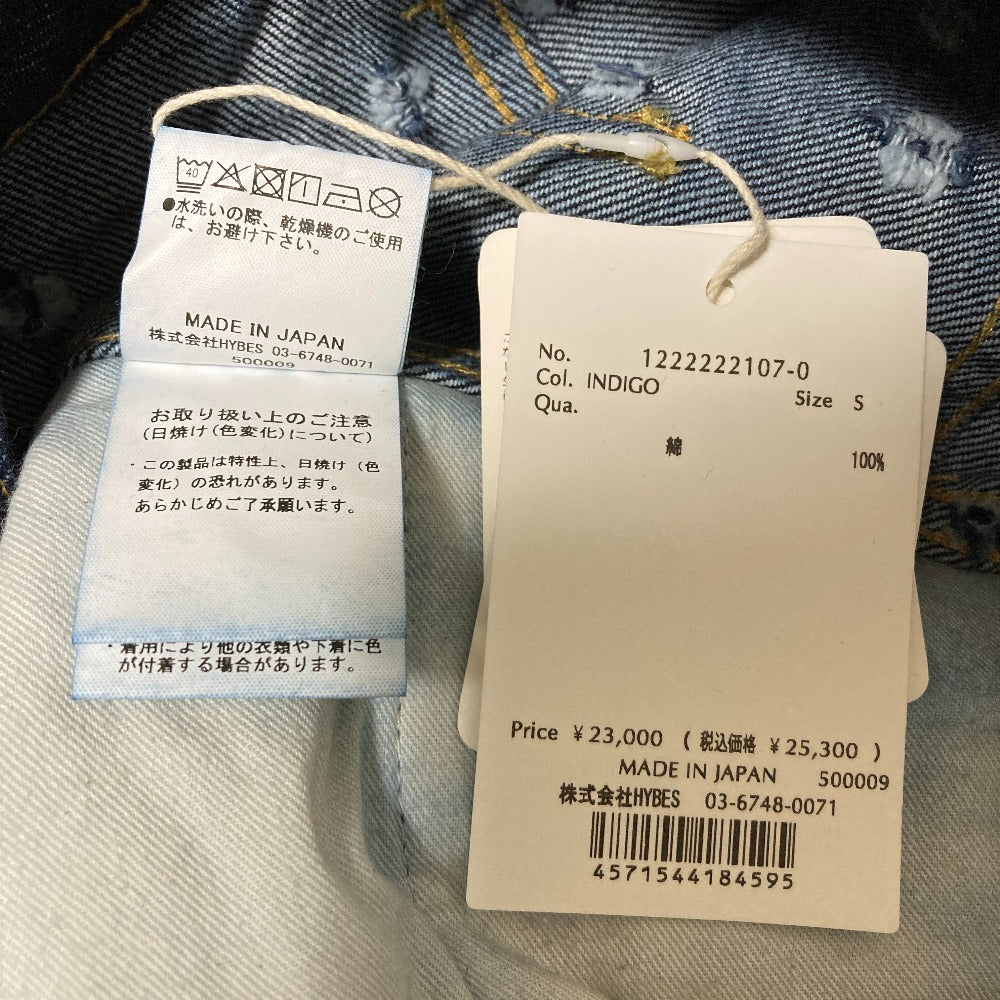 40
●水洗いの際、乾燥機のご使用
は、お避け下さい。
MADE IN JAPAN
株式会社HYBES 03-6748-0071
500009
お取り扱い上のご注意
(日焼け(色変化)について)
・この製品は特性上、日焼け(色
変化)の恐れがあります。
あらかじめご了承願います。
・着用により他の衣類や下着に色
が付着する場合があります。
No. 1222222107-0
Col. INDIGO
Size S
Qua.
綿 100%
Price ¥23,000 (税込価格 ¥25,300)
MADE IN JAPAN 500009
株式会社HYBES 03-6748-0071
4571544184595